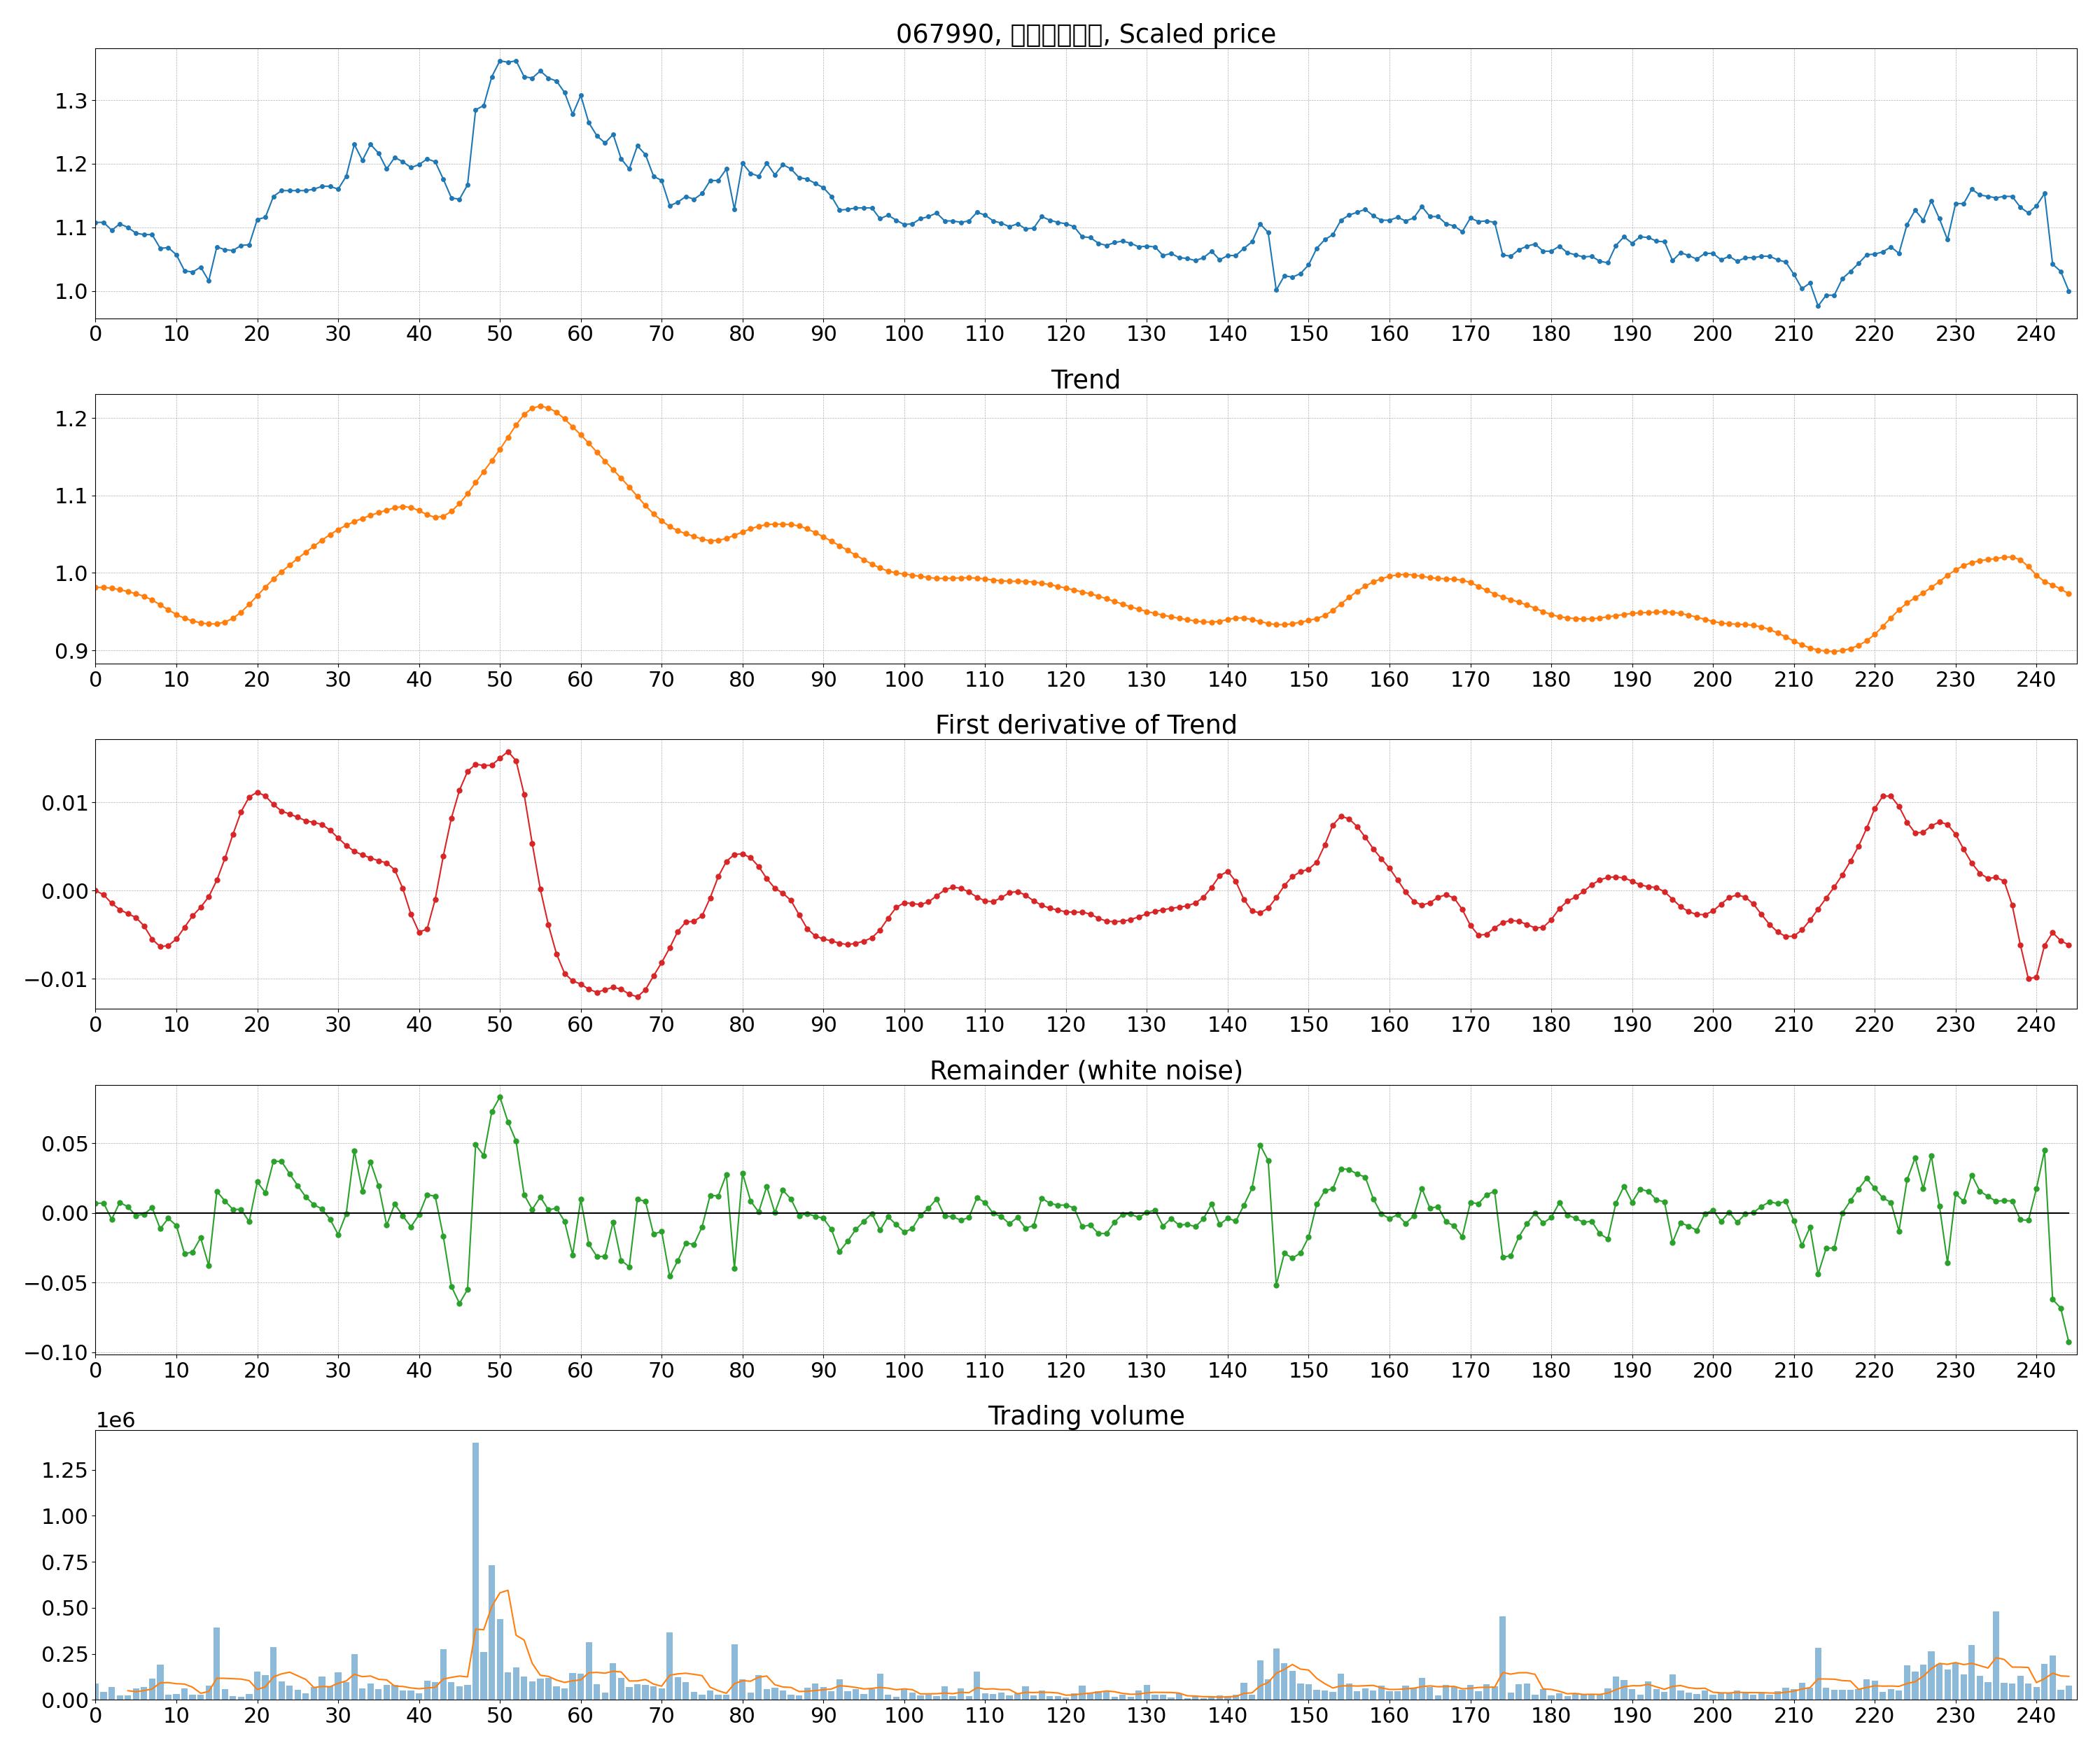 067990, , Scaled price
1.3
1.2
1.1
1.0
0 10 20 30 40 50 60 70 80 90 100 110 120 130 140 150 160 170 180 190 200 210 220 230 240
Trend
1.2
1.1
1.0
0.9
0 10 20 30 40 50 60 70 80 90 100 110 120 130 140 150 160 170 180 190 200 210 220 230 240
First derivative of Trend
0.01
0.00
−0.01
0 10 20 30 40 50 60 70 80 90 100 110 120 130 140 150 160 170 180 190 200 210 220 230 240
Remainder (white noise)
0.05
0.00
−0.05
−0.10
0 10 20 30 40 50 60 70 80 90 100 110 120 130 140 150 160 170 180 190 200 210 220 230 240
Trading volume
1e6
1.25
1.00
0.75
0.50
0.25
0.00
0 10 20 30 40 50 60 70 80 90 100 110 120 130 140 150 160 170 180 190 200 210 220 230 240